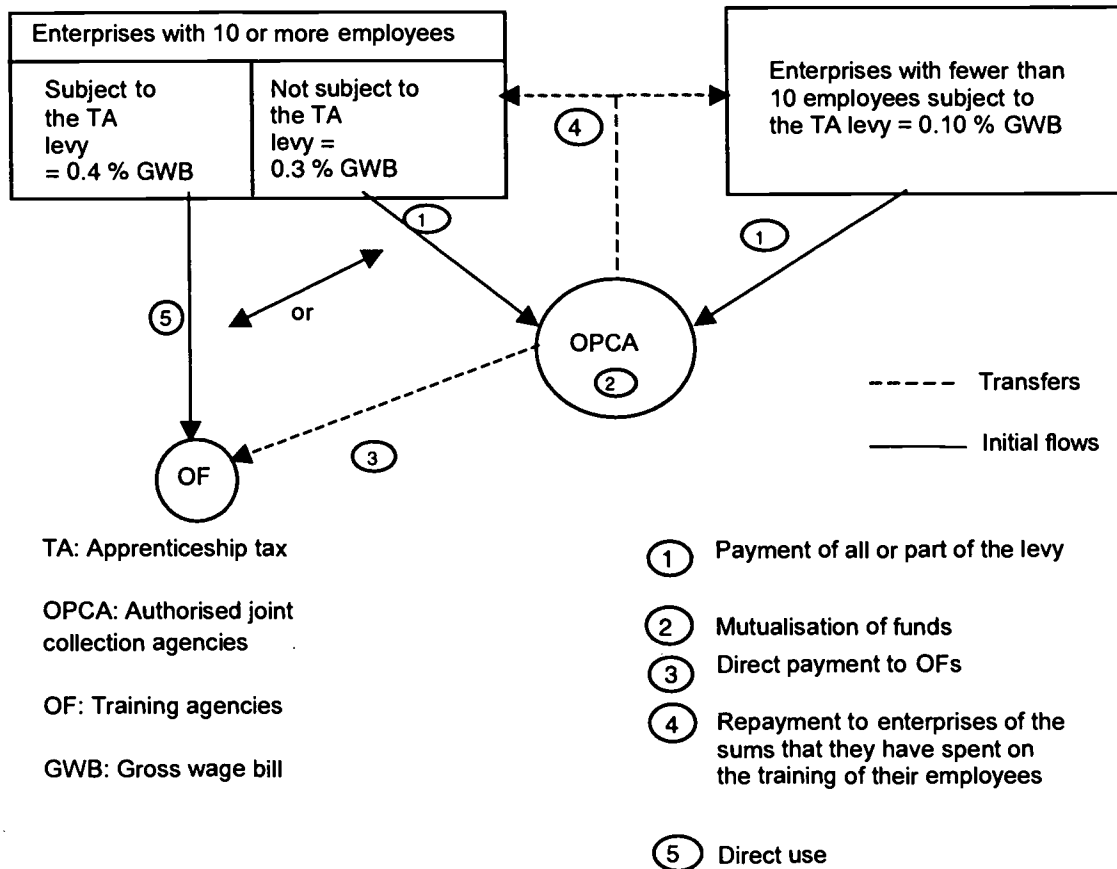 Enterprises with 10 or more employees
Subject to
the TA
levy
= 0.4 % GWB
Not subject to
the TA
levy =
0.3 % GWB
Enterprises with fewer than
10 employees subject to
the TA levy = 0.10 % GWB
4
1
1
5
or
OPCA
2
3
OF
Transfers
Initial flows
TA: Apprenticeship tax
OPCA: Authorised joint
collection agencies
OF: Training agencies
GWB: Gross wage bill
1 Payment of all or part of the levy
2 Mutualisation of funds
3 Direct payment to OFs
4 Repayment to enterprises of the
sums that they have spent on
the training of their employees
5 Direct use